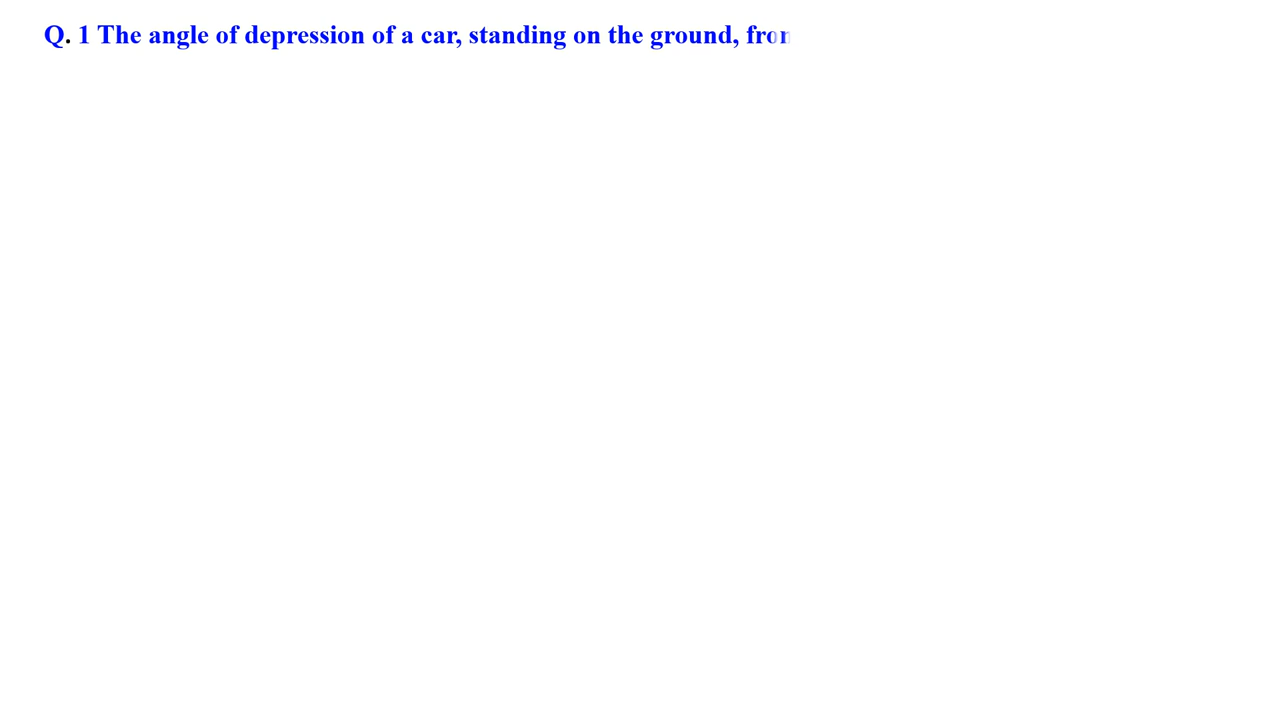 Q. 1 The angle of depression of a car, standing on the ground,